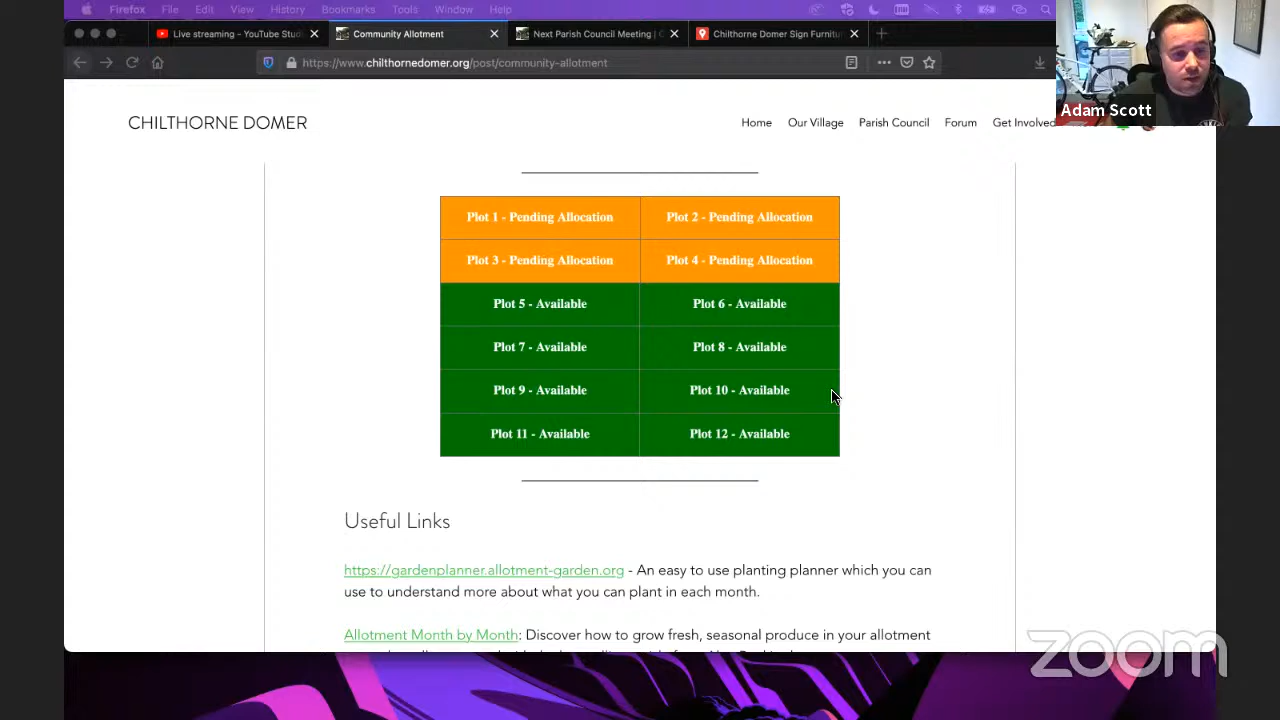 Firefox File Edit View History Bookmarks Tools Window Help
Live streaming - YouTube Stud
Community Allotment
Next Parish Council Meeting | C
Chilthorne Domer Sign Furnitu
https://www.chilthornedomer.org/post/community-allotment
Adam Scott
CHILTHORNE DOMER
Home Our Village Parish Council Forum Get Involved
Plot 1 - Pending Allocation Plot 2 - Pending Allocation
Plot 3 - Pending Allocation Plot 4 - Pending Allocation
Plot 5 - Available Plot 6 - Available
Plot 7 - Available Plot 8 - Available
Plot 9 - Available Plot 10 - Available
Plot 11 - Available Plot 12 - Available
Useful Links
https://gardenplanner.allotment-garden.org - An easy to use planting planner which you can
use to understand more about what you can plant in each month.
Allotment Month by Month: Discover how to grow fresh, seasonal produce in your allotment
zoom